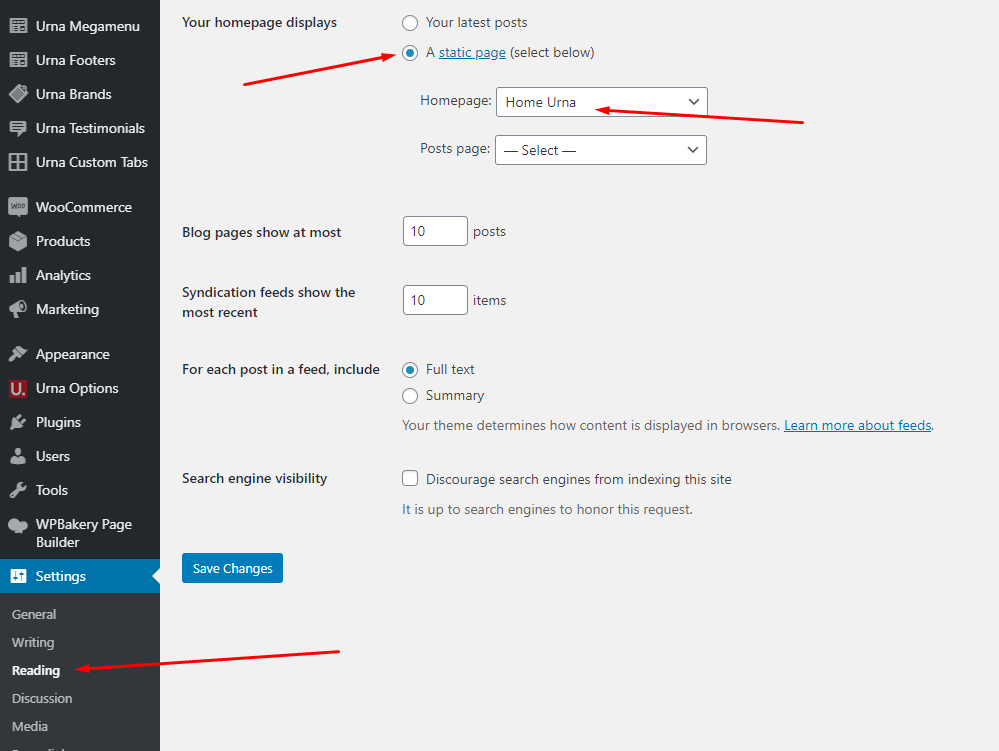 Urna Megamenu
Urna Footers
Urna Brands
Urna Testimonials
Urna Custom Tabs
Woo WooCommerce
Products
Analytics
Marketing
Appearance
U. Urna Options
Plugins
Users
Tools
WPBakery Page
Builder
Settings
General
Writing
Reading
Discussion
Media
Your homepage displays
Your latest posts
A static page (select below)
Homepage: Home Urna
Posts page: — Select —
Blog pages show at most 10 posts
Syndication feeds show the
most recent
10 items
For each post in a feed, include
Full text
Summary
Your theme determines how content is displayed in browsers. Learn more about feeds.
Search engine visibility
Discourage search engines from indexing this site
It is up to search engines to honor this request.
Save Changes